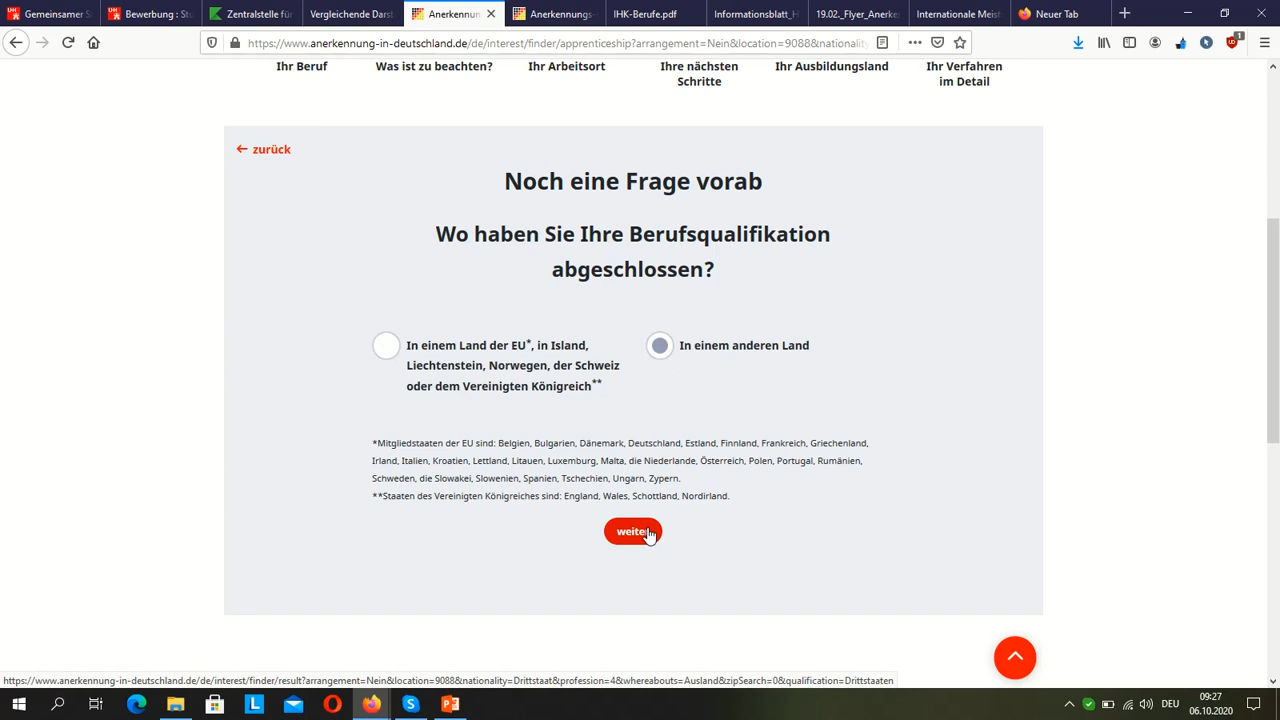 Gemeinsamer S
Bewerbung : Stu
Zentralstelle für
Vergleichende Darst
Anerkennung
Anerkennungs-
IHK-Berufe.pdf
Informationsblatt_H
19.02._Flyer_Anerke
Internationale Meist
Neuer Tab
https://www.anerkennung-in-deutschland.de/de/interest/finder/apprenticeship?arrangement=Nein&location=9088&nationality
1
Ihr Beruf
Was ist zu beachten?
Ihr Arbeitsort
Ihre nächsten
Schritte
Ihr Ausbildungsland
Ihr Verfahren
im Detail
← zurück
Noch eine Frage vorab
Wo haben Sie Ihre Berufsqualifikation
abgeschlossen?
In einem Land der EU*, in Island,
Liechtenstein, Norwegen, der Schweiz
oder dem Vereinigten Königreich**
In einem anderen Land
*Mitgliedstaaten der EU sind: Belgien, Bulgarien, Dänemark, Deutschland, Estland, Finnland, Frankreich, Griechenland,
Irland, Italien, Kroatien, Lettland, Litauen, Luxemburg, Malta, die Niederlande, Österreich, Polen, Portugal, Rumänien,
Schweden, die Slowakei, Slowenien, Spanien, Tschechien, Ungarn, Zypern.
**Staaten des Vereinigten Königreiches sind: England, Wales, Schottland, Nordirland.
weiter
https://www.anerkennung-in-deutschland.de/de/interest/finder/result?arrangement=Nein&location=9088&nationality=Drittstaat&profession=4&whereabouts=Ausland&zipSearch=0&qualification=Drittstaaten
DEU
09:27
06.10.2020